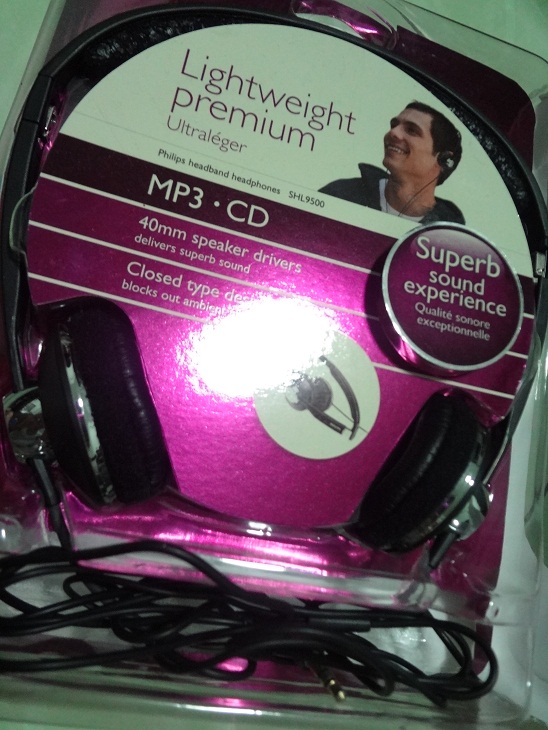 Lightweight
premium
Ultraléger
Philips headband headphones SHL9500
MP3 • CD
40mm speaker drivers
delivers superb sound
Closed type
blocks out
Superb
sound
experience
Qualité sonore
exceptionnelle